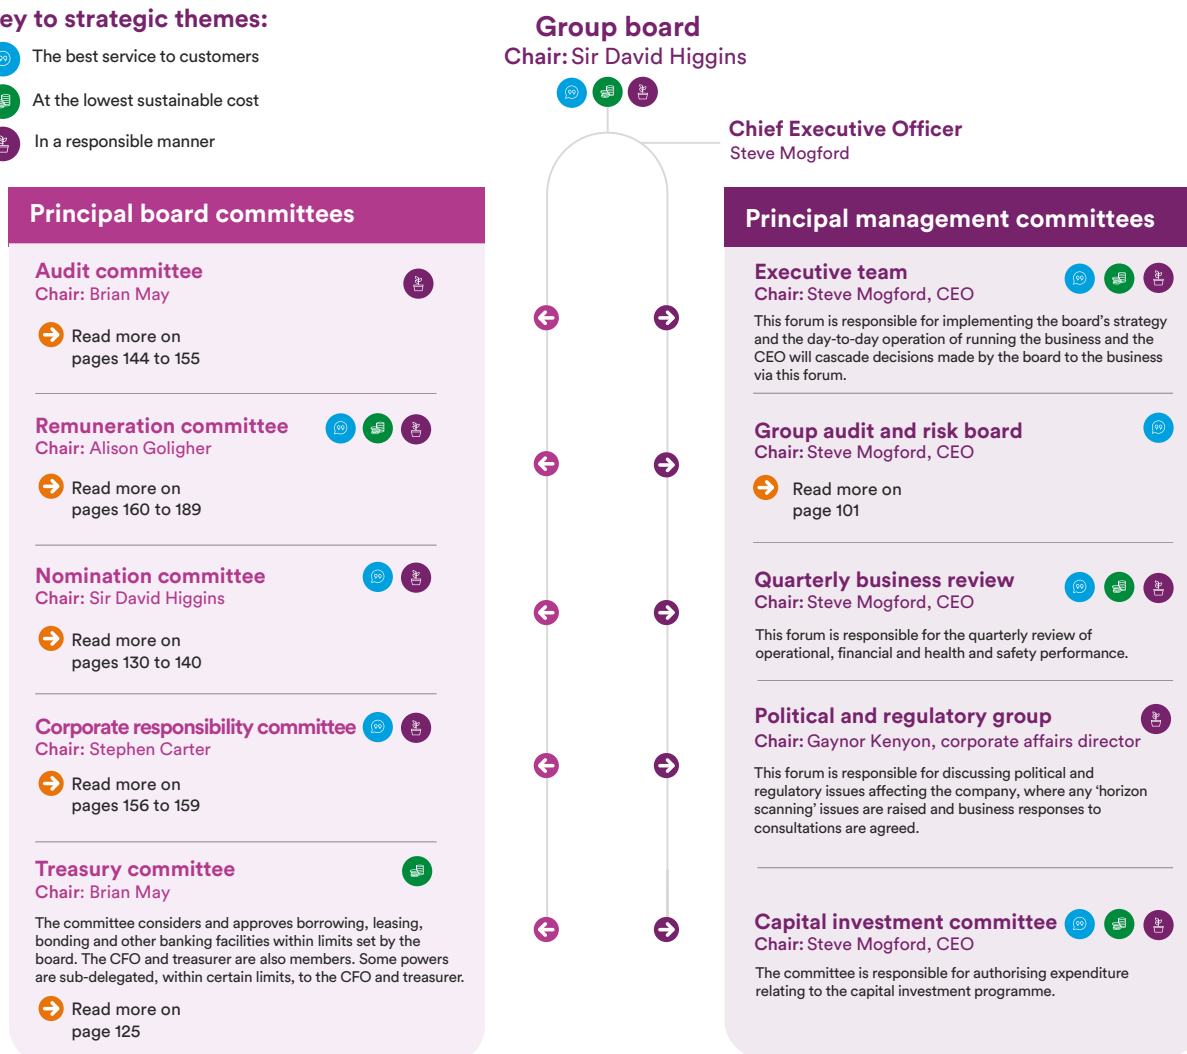 ey to strategic themes:
The best service to customers
At the lowest sustainable cost
In a responsible manner
Group board
Chair: Sir David Higgins
Chief Executive Officer
Steve Mogford
Principal board committees
Audit committee
Chair: Brian May
Read more on
pages 144 to 155
Remuneration committee
Chair: Alison Goligher
Read more on
pages 160 to 189
Nomination committee
Chair: Sir David Higgins
Read more on
pages 130 to 140
Corporate responsibility committee
Chair: Stephen Carter
Read more on
pages 156 to 159
Treasury committee
Chair: Brian May
The committee considers and approves borrowing, leasing,
bonding and other banking facilities within limits set by the
board. The CFO and treasurer are also members. Some powers
are sub-delegated, within certain limits, to the CFO and treasurer.
Read more on
page 125
Principal management committees
Executive team
Chair: Steve Mogford, CEO
This forum is responsible for implementing the board's strategy
and the day-to-day operation of running the business and the
CEO will cascade decisions made by the board to the business
via this forum.
Group audit and risk board
Chair: Steve Mogford, CEO
Read more on
page 101
Quarterly business review
Chair: Steve Mogford, CEO
This forum is responsible for the quarterly review of
operational, financial and health and safety performance.
Political and regulatory group
Chair: Gaynor Kenyon, corporate affairs director
This forum is responsible for discussing political and
regulatory issues affecting the company, where any 'horizon
scanning' issues are raised and business responses to
consultations are agreed.
Capital investment committee
Chair: Steve Mogford, CEO
The committee is responsible for authorising expenditure
relating to the capital investment programme.